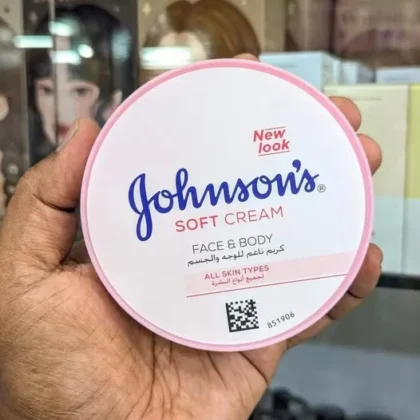 New
look
Johnson's®
SOFT CREAM
FACE & BODY
كريم ناعم للوجه والجسم
ALL SKIN TYPES
لجميع أنواع البشرة
851906